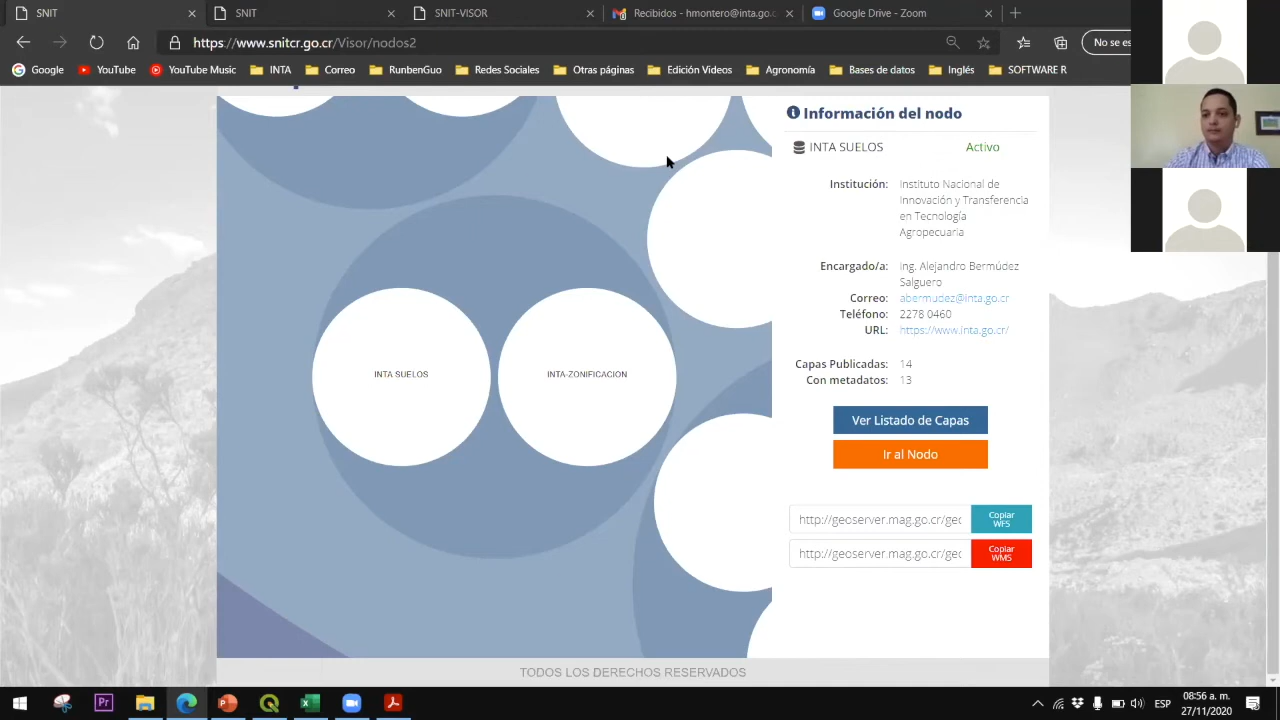 SNIT
SNIT
SNIT-VISOR
Recibidos - hmontero@inta.go.c
Google Drive - Zoom
https://www.snitcr.go.cr/Visor/nodos2
No se es
Google
YouTube
YouTube Music
INTA
Correo
RunbenGuo
Redes Sociales
Otras páginas
Edición Videos
Agronomía
Bases de datos
Inglés
SOFTWARE R
Información del nodo
INTA SUELOS
Activo
Institución:
Instituto Nacional de
Innovación y Transferencia
en Tecnología
Agropecuaria
Encargado/a:
Ing. Alejandro Bermúdez
Salguero
Correo:
abermudez@inta.go.cr
Teléfono:
2278 0460
URL:
https://www.inta.go.cr/
Capas Publicadas:
14
Con metadatos:
13
Ver Listado de Capas
Ir al Nodo
http://geoserver.mag.go.cr/geo
Copiar
WFS
http://geoserver.mag.go.cr/geo
Copiar
WMS
INTA SUELOS
INTA-ZONIFICACION
TODOS LOS DERECHOS RESERVADOS
ESP
08:56 a. m.
27/11/2020